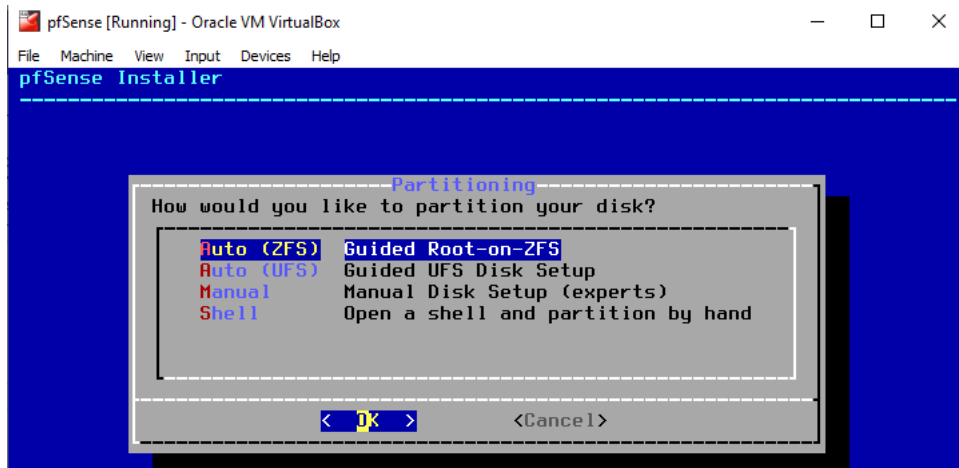 pfSense [Running] - Oracle VM VirtualBox
File Machine View Input Devices Help
pfSense Installer
Partitioning
How would you like to partition your disk?
Auto (ZFS) Guided Root-on-ZFS
Auto (UFS) Guided UFS Disk Setup
Manual Manual Disk Setup (experts)
Shell Open a shell and partition by hand
< OK > <Cancel>